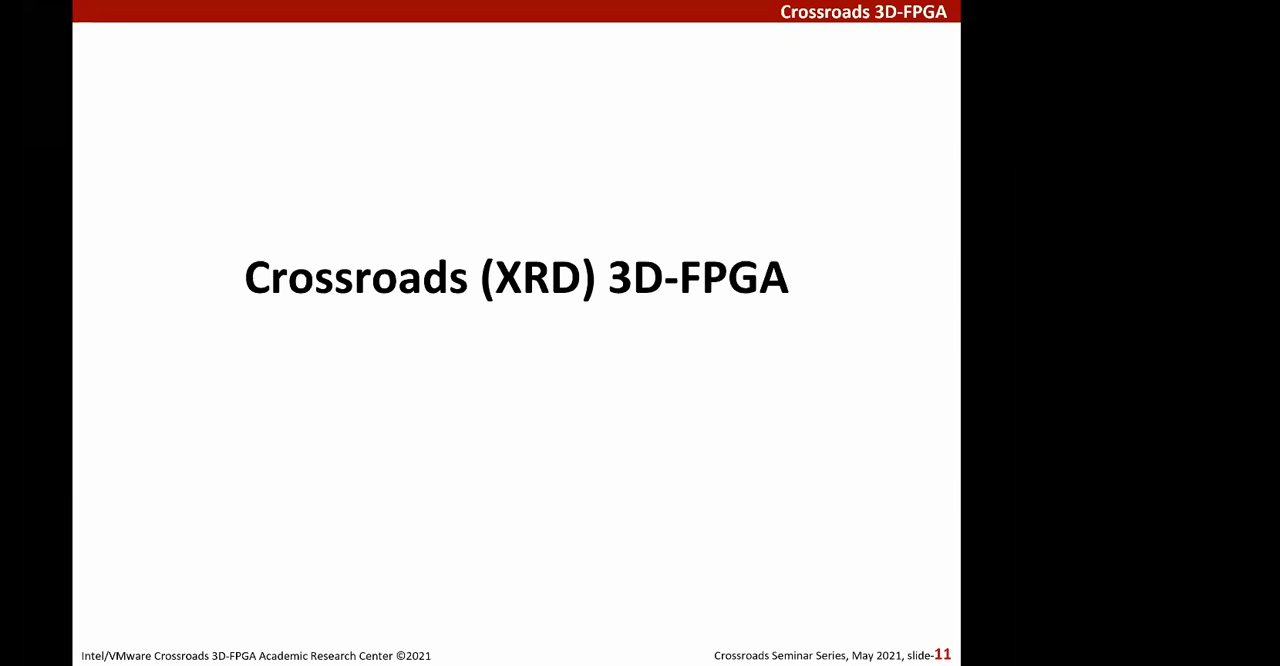 Crossroads 3D-FPGA
Crossroads (XRD) 3D-FPGA
Intel/VMware Crossroads 3D-FPGA Academic Research Center ©2021
Crossroads Seminar Series, May 2021, slide-11